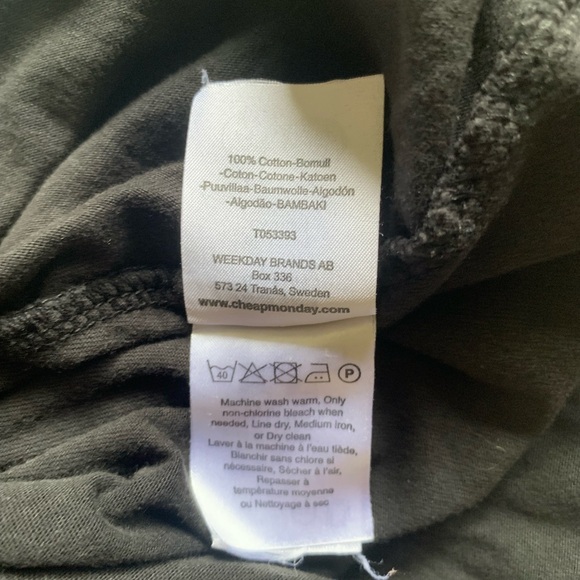 100% Cotton-Bomull
-Coton-Cotone-Katoen
-Puuvillaa-Baumwolle-Algodón
-Algodão-BAMBAKI
T053393
WEEKDAY BRANDS AB
Box 336
573 24 Tranås, Sweden
www.cheapmonday.com
40 P
Machine wash warm, Only
non-chlorine bleach when
needed, Line dry, Medium iron,
or Dry clean
Laver à la machine à l'eau tiède,
Blanchir sans chlore si
nécessaire, Sécher à l'air,
Repasser à
température moyenne
ou Nettoyage à sec